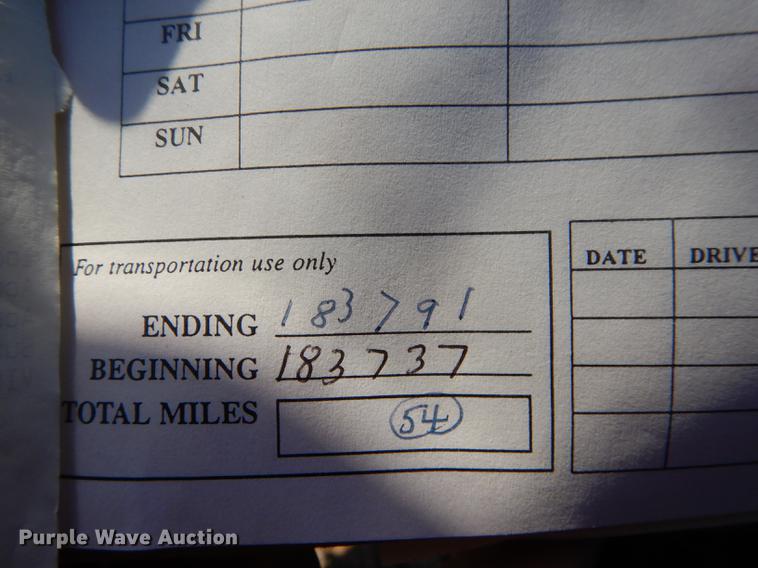 FRI
SAT
SUN
For transportation use only
ENDING 183791
BEGINNING 183737
TOTAL MILES 54
DATE DRIVE
Purple Wave Auction